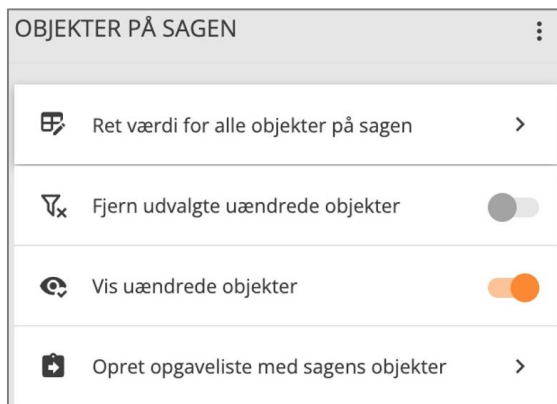 OBJEKTER PÅ SAGEN
Ret værdi for alle objekter på sagen
Fjern udvalgte uændrede objekter
Vis uændrede objekter
Opret opgaveliste med sagens objekter